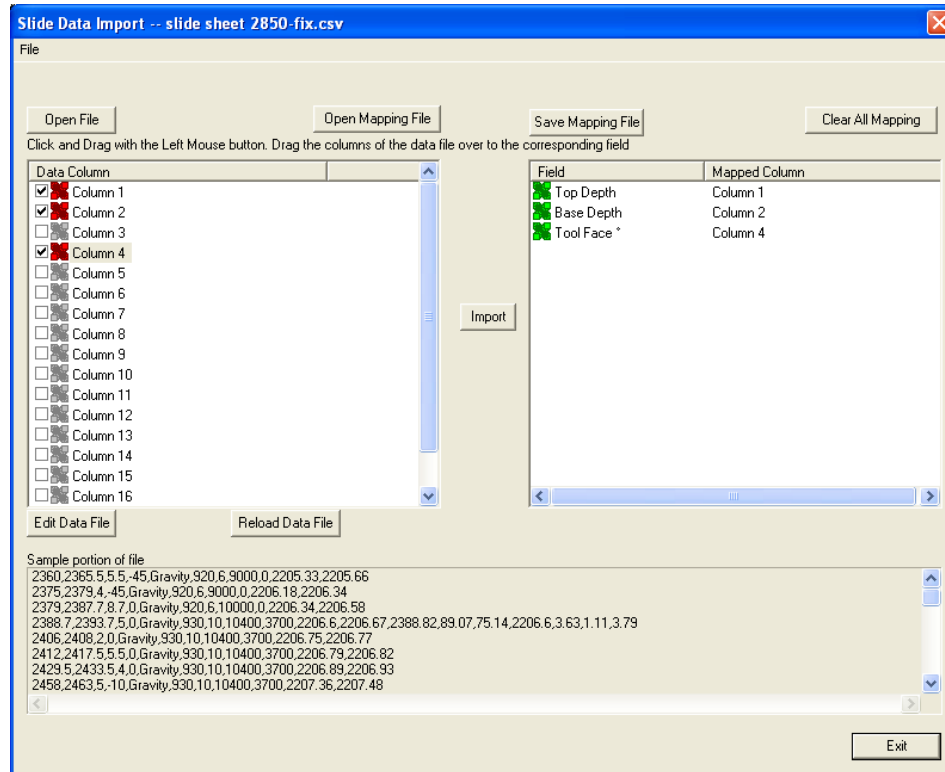 Slide Data Import -- slide sheet 2850-fix.csv
File
Open File
Open Mapping File
Save Mapping File
Clear All Mapping
Click and Drag with the Left Mouse button. Drag the columns of the data file over to the corresponding field
Data Column
Column 1
Column 2
Column 3
Column 4
Column 5
Column 6
Column 7
Column 8
Column 9
Column 10
Column 11
Column 12
Column 13
Column 14
Column 15
Column 16
Import
Field Mapped Column
Top Depth Column 1
Base Depth Column 2
Tool Face * Column 4
Edit Data File
Reload Data File
Sample portion of file
2360,2365.5,5.5,-45,Gravity,920,6,9000,0,2205.33,2205.66
2375,2379,4,-45,Gravity,920,6,9000,0,2206.18,2206.34
2379,2387.7,8.7,0,Gravity,920,6,10000,0,2206.34,2206.58
2388.7,2393.7,5,0,Gravity,930,10,10400,3700,2206.6,2206.67,2388.82,89.07,75.14,2206.6,3.63,1.11,3.79
2406,2408,2,0,Gravity,930,10,10400,3700,2206.75,2206.77
2412,2417.5,5.5,0,Gravity,930,10,10400,3700,2206.79,2206.82
2429.5,2433.5,4,0,Gravity,930,10,10400,3700,2206.89,2206.93
2458,2463,5,-10,Gravity,930,10,10400,3700,2207.36,2207.48
Exit